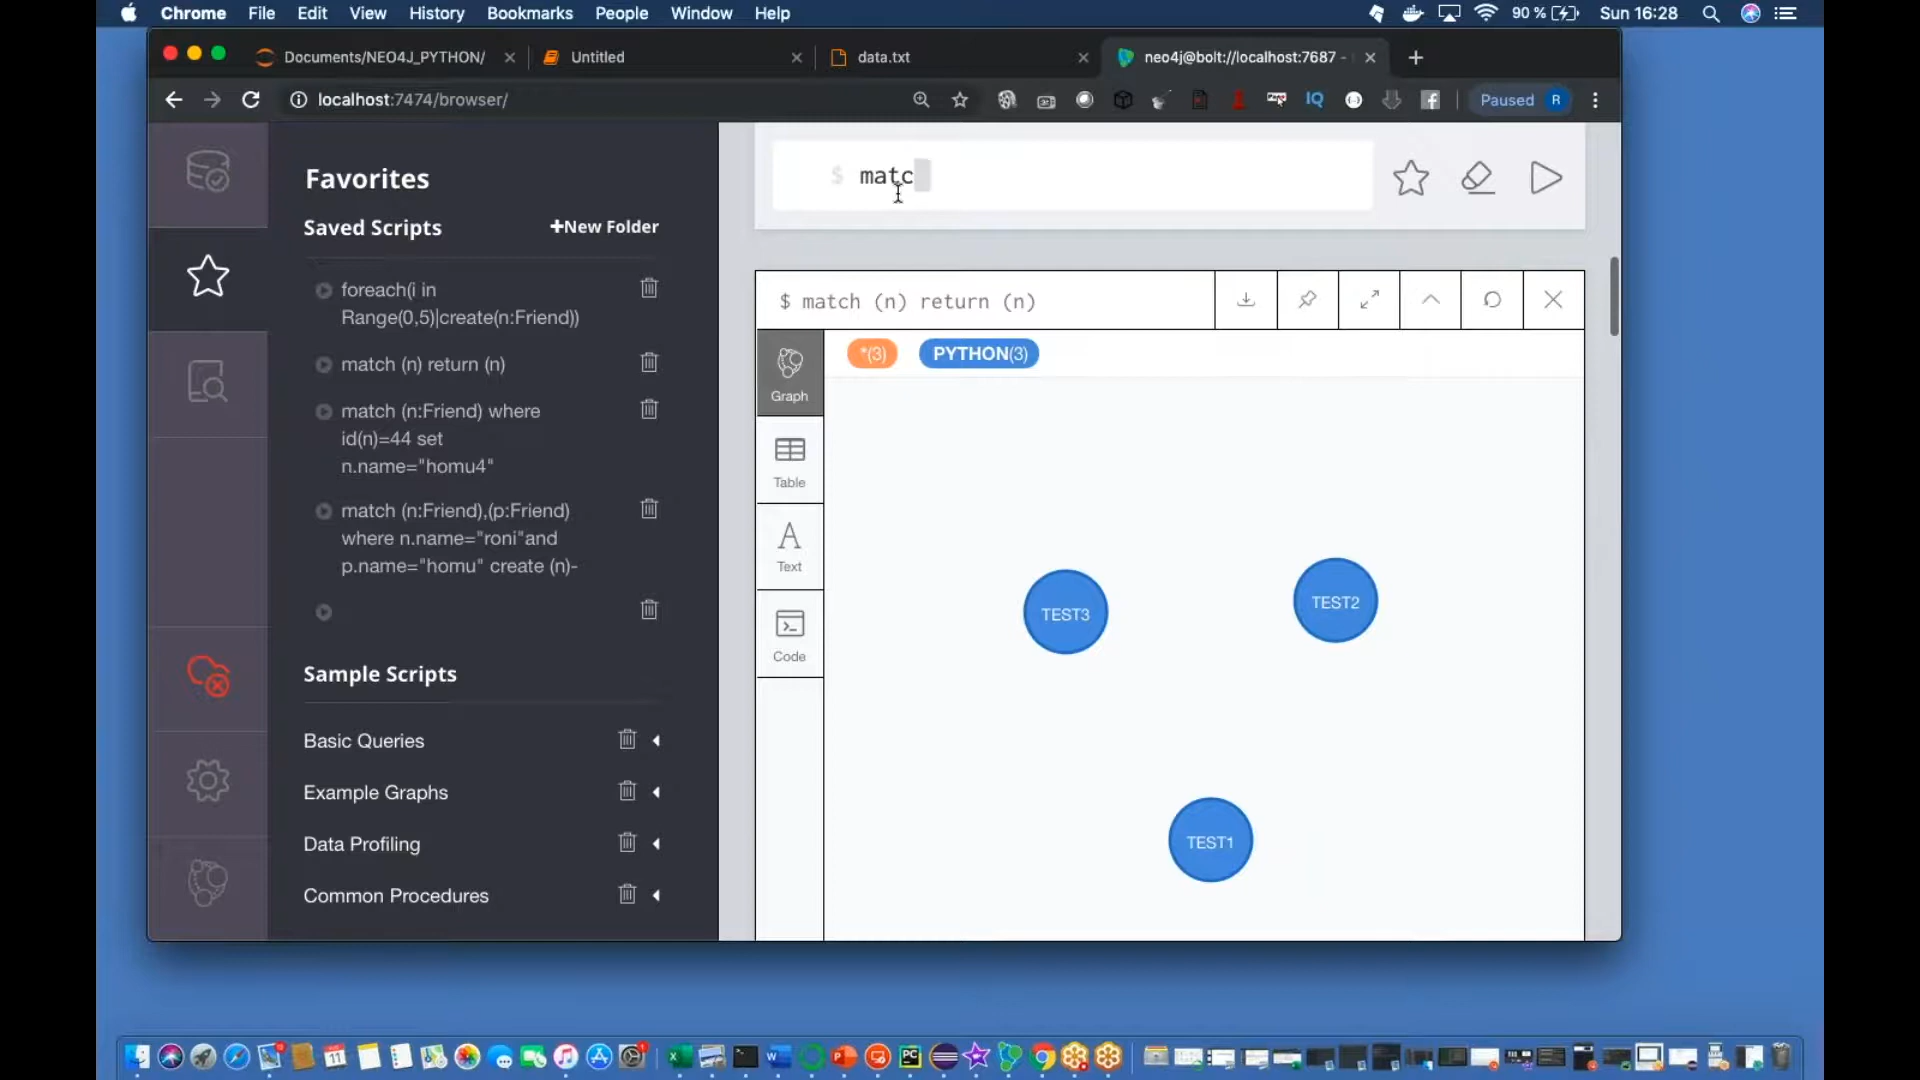 Chrome File Edit View History Bookmarks People Window Help 90 % Sun 16:28
Documents/NEO4J_PYTHON/ Untitled data.txt neo4j@bolt://localhost:7687 -
localhost:7474/browser/ IQ Paused R
Favorites
Saved Scripts +New Folder
foreach(i in
Range(0,5)|create(n:Friend))
match (n) return (n)
match (n:Friend) where
id(n)=44 set
n.name="homu4"
match (n:Friend),(p:Friend)
where n.name="roni"and
p.name="homu" create (n)-
Sample Scripts
Basic Queries
Example Graphs
Data Profiling
Common Procedures
$ matc
$ match (n) return (n)
*(3) PYTHON(3)
Graph
Table
A
Text
Code
TEST3
TEST2
TEST1